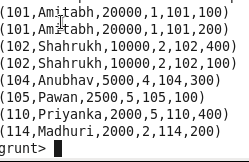 (101,Amitabh,20000,1,101,100)
(101,Amitabh,20000,1,101,200)
(102,Shahrukh,10000,2,102,400)
(102,Shahrukh,10000,2,102,100)
(104,Anubhav,5000,4,104,300)
(105,Pawan,2500,5,105,100)
(110,Priyanka,2000,5,110,400)
(114,Madhuri,2000,2,114,200)
grunt>